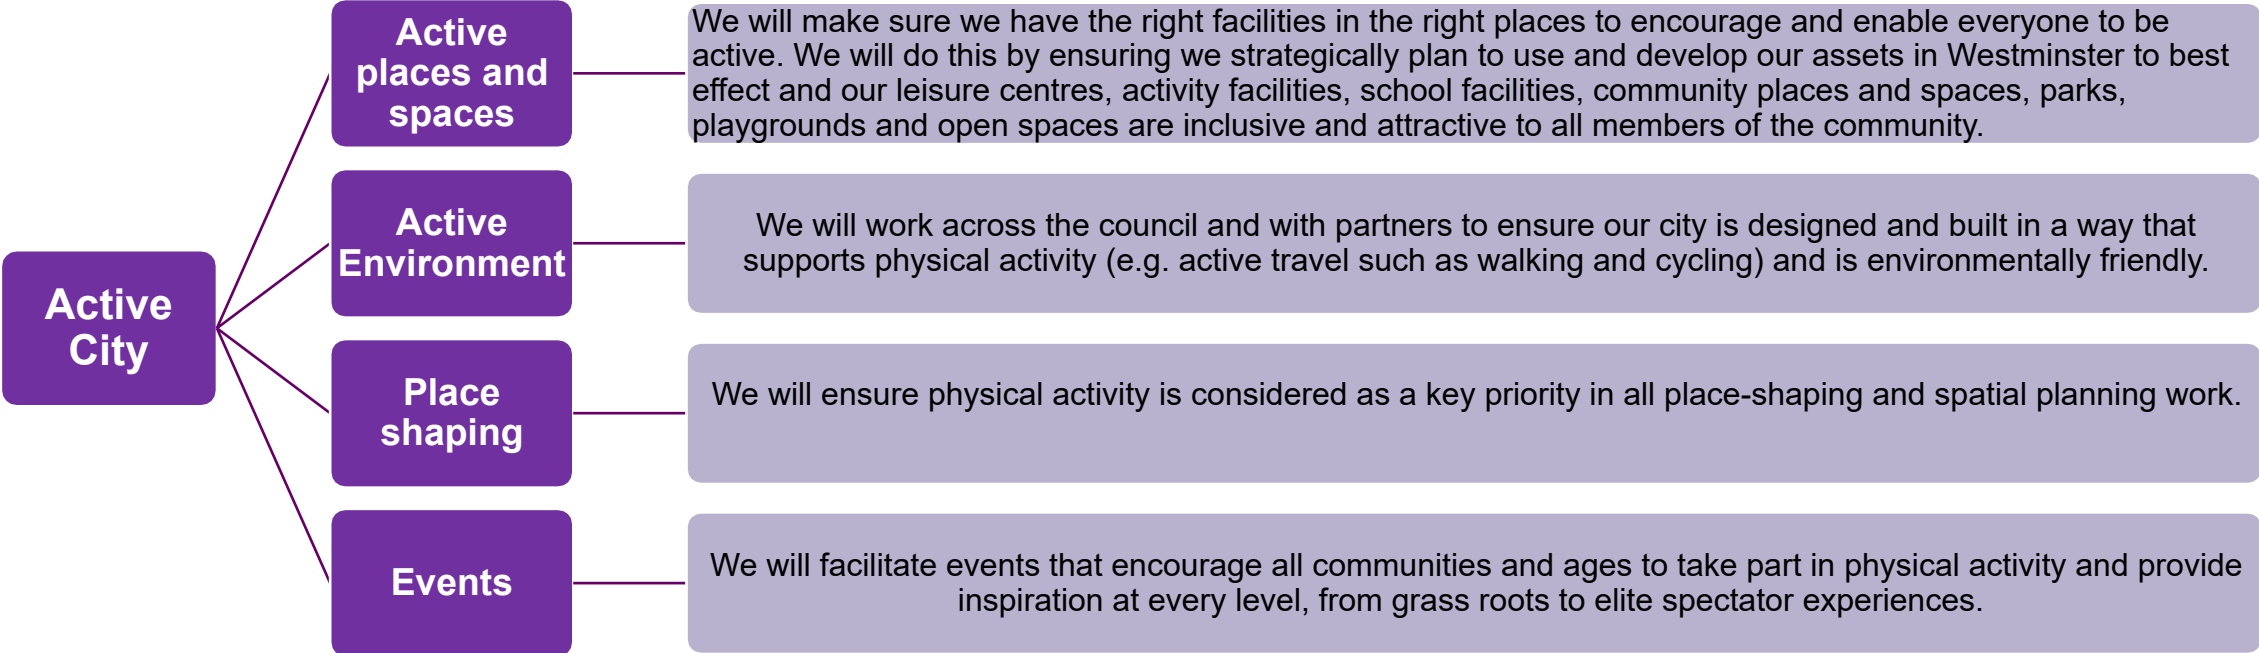 Active
City
Active
places and
spaces
We will make sure we have the right facilities in the right places to encourage and enable everyone to be
active. We will do this by ensuring we strategically plan to use and develop our assets in Westminster to best
effect and our leisure centres, activity facilities, school facilities, community places and spaces, parks,
playgrounds and open spaces are inclusive and attractive to all members of the community.
Active
Environment
We will work across the council and with partners to ensure our city is designed and built in a way that
supports physical activity (e.g. active travel such as walking and cycling) and is environmentally friendly.
Place
shaping
We will ensure physical activity is considered as a key priority in all place-shaping and spatial planning work.
Events
We will facilitate events that encourage all communities and ages to take part in physical activity and provide
inspiration at every level, from grass roots to elite spectator experiences.